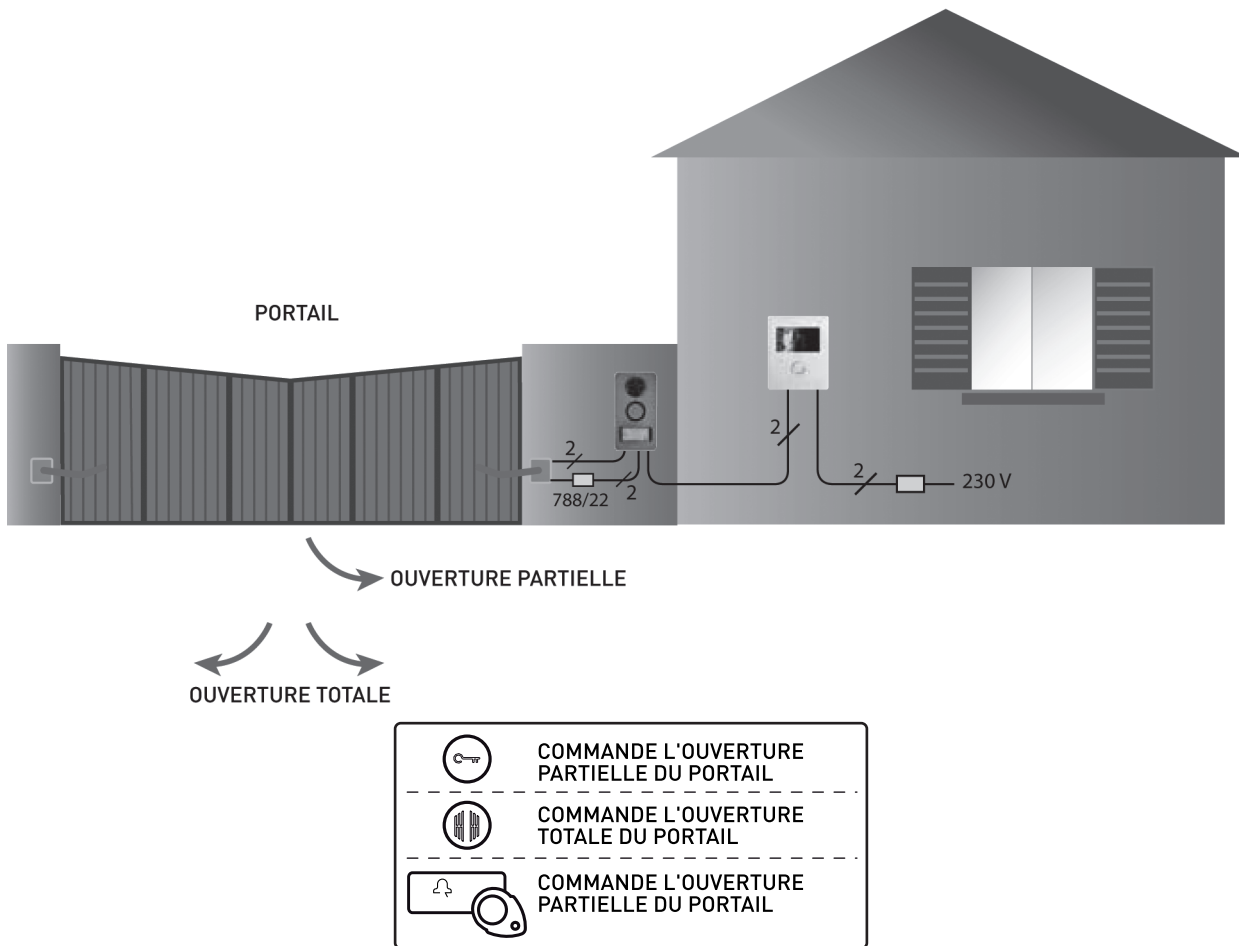 PORTAIL
2
788/22
2
2
2
230 V
OUVERTURE PARTIELLE
OUVERTURE TOTALE
COMMANDE L'OUVERTURE
PARTIELLE DU PORTAIL
COMMANDE L'OUVERTURE
TOTALE DU PORTAIL
COMMANDE L'OUVERTURE
PARTIELLE DU PORTAIL